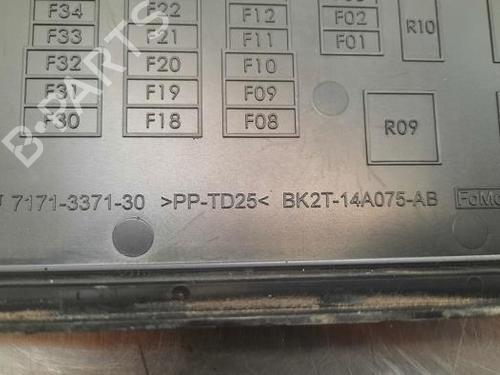 F34 F22 F12 F02 R10
F33 F21 F11 F01
F32 F20 F10
F31 F19 F09 R09
F30 F18 F08
7171-3371-30 >PP-TD25< BK2T-14A075-AB FoMo
B-PARTS